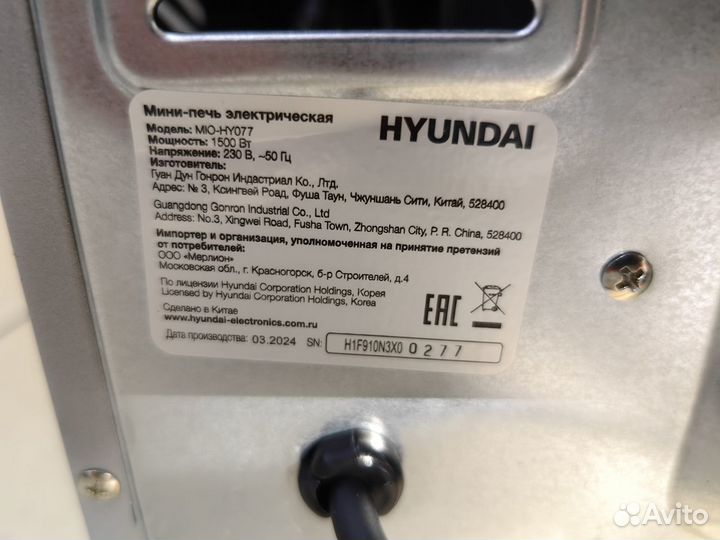 Мини-печь электрическая
HYUNDAI
Модель: MIO-HY077
Мощность: 1500 Вт
Напряжение: 230 В, ~50 Гц
Изготовитель:
Гуан Дун Гонрон Индастриал Ко., Лтд.
Адрес: № 3, Ксингвей Роад, Фуша Таун, Чжуншань Сити, Китай, 528400
Guangdong Gonron Industrial Co., Ltd
Address: No.3, Xingwei Road, Fusha Town, Zhongshan City, P. R. China, 528400
Импортер и организация, уполномоченная на принятие претензий
от потребителей:
ООО «Мерлион»
Московская обл., г. Красногорск, б-р Строителей, д.4
По лицензии Hyundai Corporation Holdings, Корея
Licensed by Hyundai Corporation Holdings, Korea
Сделано в Китае
www.hyundai-electronics.com.ru
EAC
Дата производства: 03.2024 SN: H1F910N3X0 0277
Avito